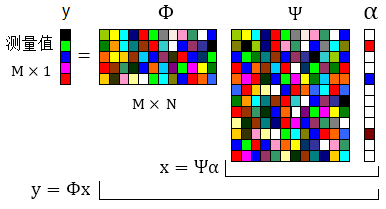 y
Φ
Ψ
α
测量值
=
M × 1
M × N
x = Ψα
y = Φx